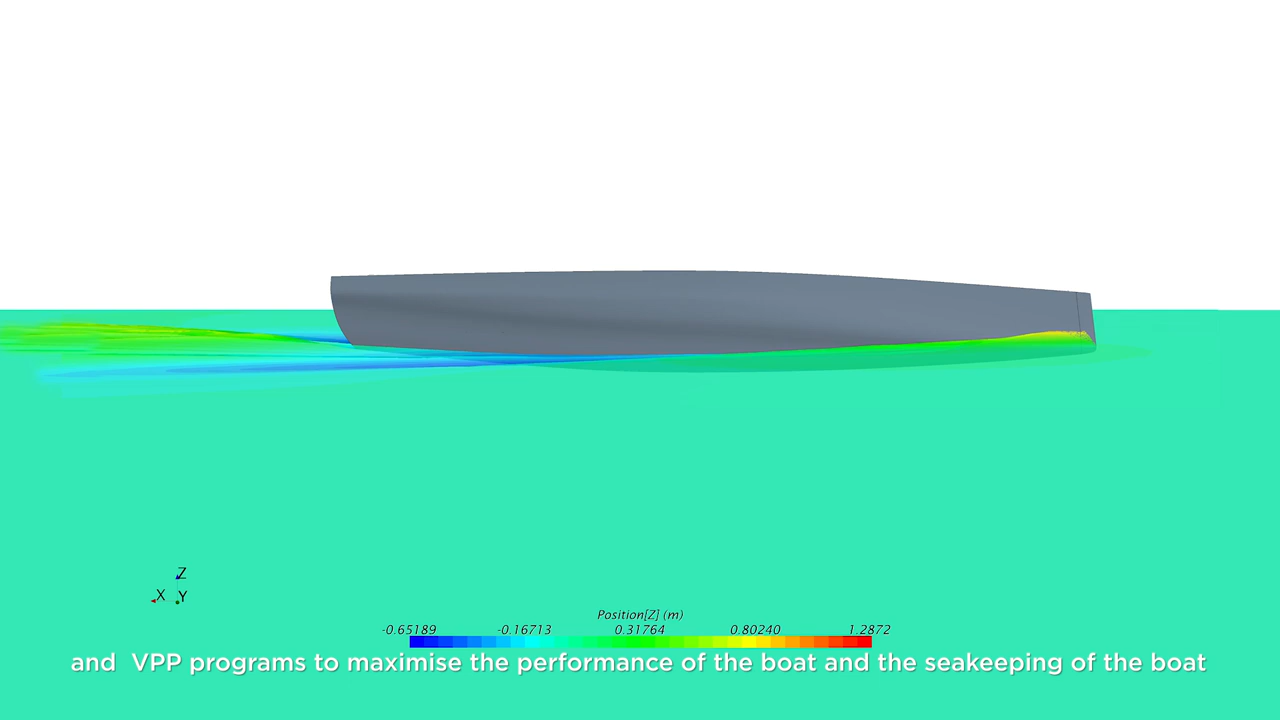 Z
X Y
Position[Z] (m)
-0.65189 -0.16713 0.31764 0.80240 1.2872
and  VPP programs to maximise the performance of the boat and the seakeeping of the boat